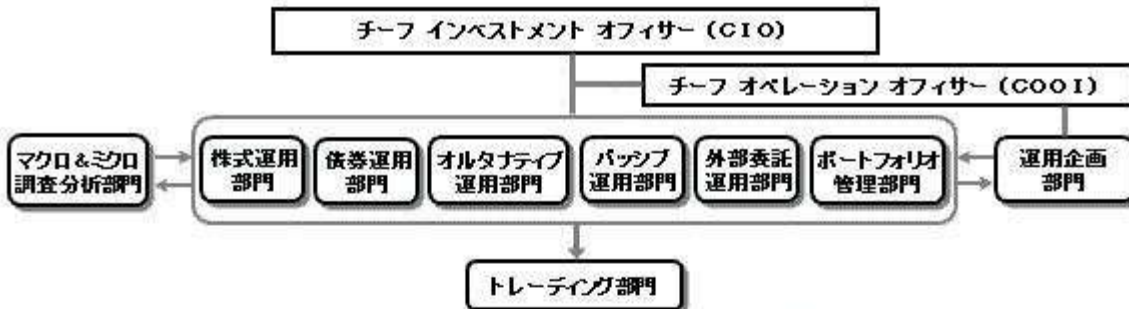 チーフ インベストメント オフィサー (CIO)
チーフ オペレーション オフィサー (COOI)
マクロ&ミクロ
調査分析部門
株式運用
部門
債券運用
部門
オルタナティブ
運用部門
パッシブ
運用部門
外部委託
運用部門
ポートフォリオ
管理部門
運用企画
部門
トレーディング部門